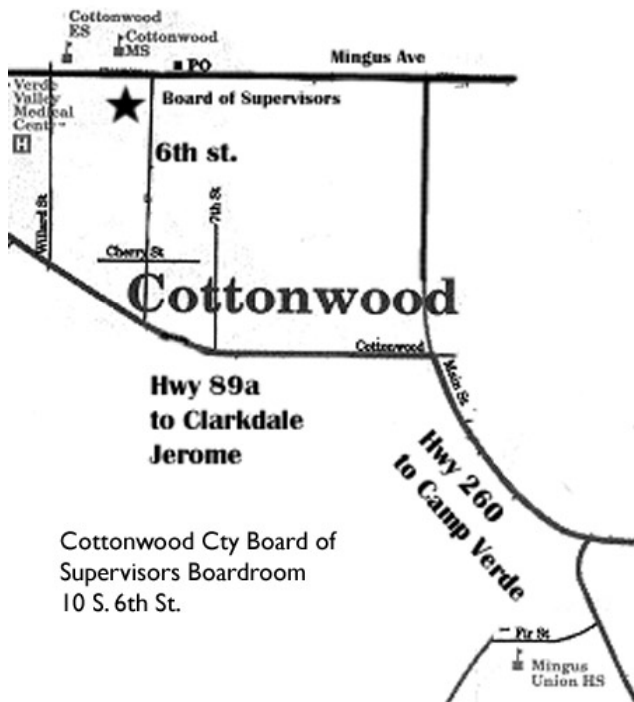 Cottonwood
ES
Cottonwood
MS
PO
Mingus Ave
Verde
Valley
Medical
Cent
H
Board of Supervisors
6th st.
Willard St
7th St
Cherry St
Cottonwood
Cottonwood
Main St
Hwy 89a
to Clarkdale
Jerome
Hwy 260
to Camp Verde
Cottonwood Cty Board of
Supervisors Boardroom
10 S. 6th St.
Fir St
Mingus
Union HS